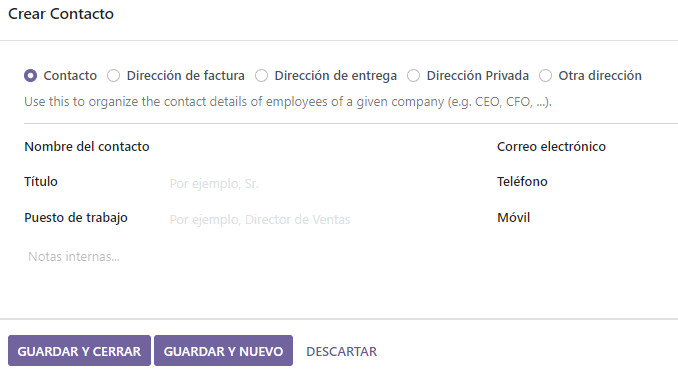 Crear Contacto
Contacto Dirección de factura Dirección de entrega Dirección Privada Otra dirección
Use this to organize the contact details of employees of a given company (e.g. CEO, CFO, ...).
Nombre del contacto Correo electrónico
Título Por ejemplo, Sr. Teléfono
Puesto de trabajo Por ejemplo, Director de Ventas Móvil
Notas internas...
GUARDAR Y CERRAR GUARDAR Y NUEVO DESCARTAR